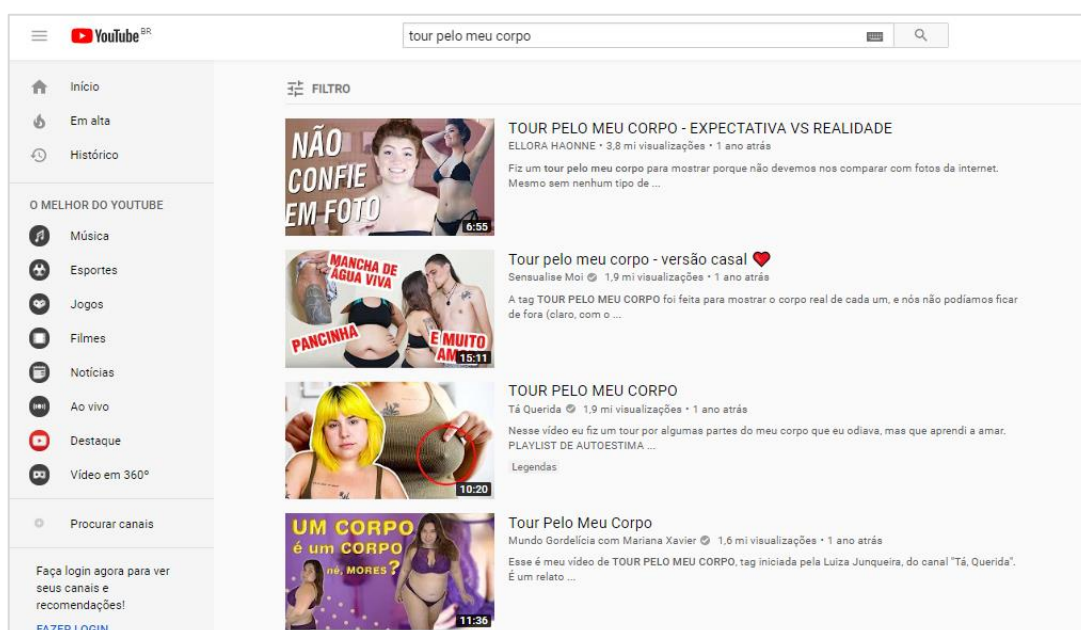 YouTube BR
tour pelo meu corpo
Início
Em alta
Histórico
O MELHOR DO YOUTUBE
Música
Esportes
Jogos
Filmes
Notícias
Ao vivo
Destaque
Vídeo em 360°
Procurar canais
Faça login agora para ver
seus canais e
recomendações!
FAZER LOGIN
FILTRO
NÃO
CONFIE
EM FOTO
6:55
TOUR PELO MEU CORPO - EXPECTATIVA VS REALIDADE
ELLORA HAONNE • 3,8 mi visualizações • 1 ano atrás
Fiz um tour pelo meu corpo para mostrar porque não devemos nos comparar com fotos da internet.
Mesmo sem nenhum tipo de ...
MANCHA DE
ÁGUA VIVA
PANCINHA
E MUITO
15:11
Tour pelo meu corpo - versão casal ❤
Sensualise Moi 1,9 mi visualizações • 1 ano atrás
A tag TOUR PELO MEU CORPO foi feita para mostrar o corpo real de cada um, e nós não podíamos ficar
de fora (claro, com o ...
10:20
TOUR PELO MEU CORPO
Tá Querida 1,9 mi visualizações • 1 ano atrás
Nesse vídeo eu fiz um tour por algumas partes do meu corpo que eu odiava, mas que aprendi a amar.
PLAYLIST DE AUTOESTIMA ...
Legendas
UM CORPO
é um CORPO
né, MORES?
11:36
Tour Pelo Meu Corpo
Mundo Gordelícia com Mariana Xavier 1,6 mi visualizações • 1 ano atrás
Esse é meu vídeo de TOUR PELO MEU CORPO, tag iniciada pela Luiza Junqueira, do canal "Tá, Querida".
É um relato ...